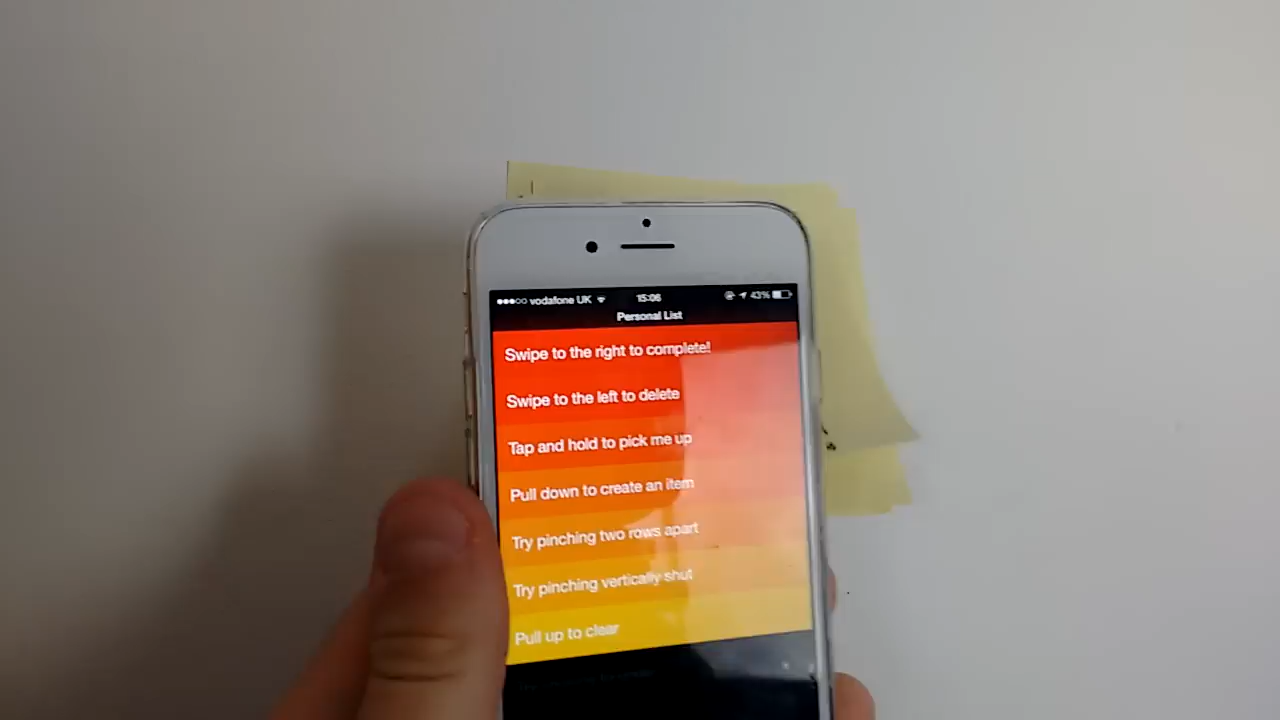 vodafone UK 15:06 43%
Personal List
Swipe to the right to complete!
Swipe to the left to delete
Tap and hold to pick me up
Pull down to create an item
Try pinching two rows apart
Try pinching vertically shut
Pull up to clear